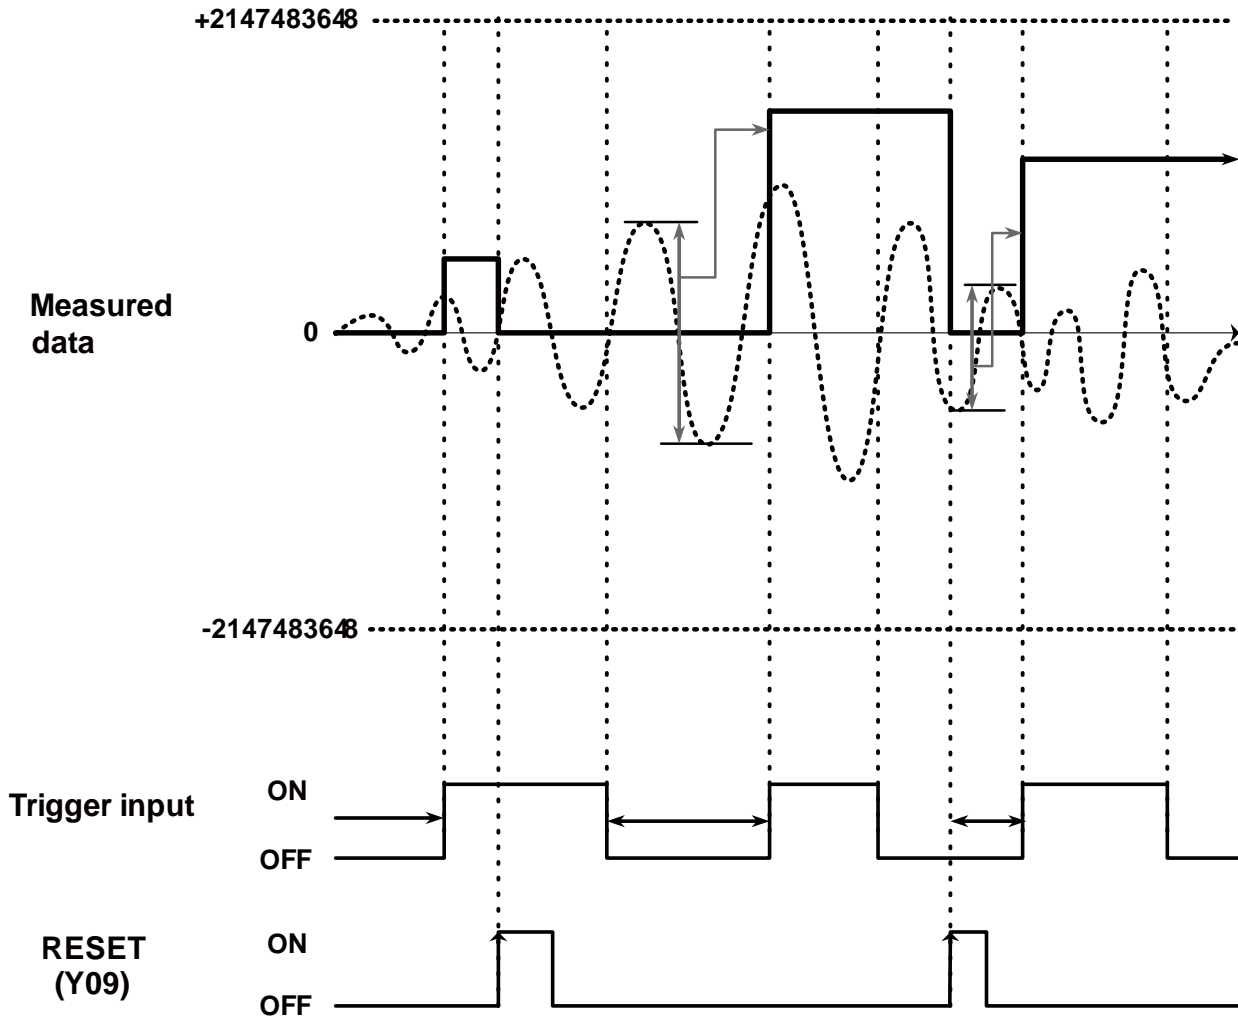 +2147483648
Measured
data
0
-2147483648
Trigger input
ON
OFF
RESET
(Y09)
ON
OFF